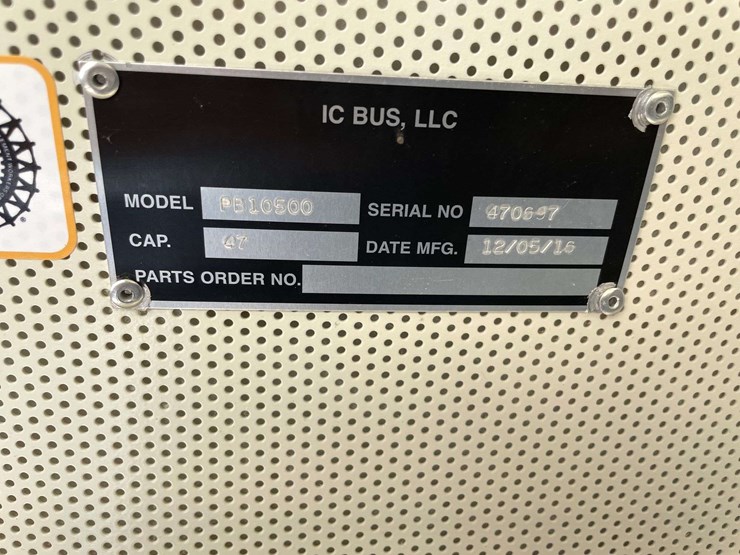 IC BUS, LLC
MODEL PB10500 SERIAL NO 470697
CAP. 47 DATE MFG. 12/05/16
PARTS ORDER NO.